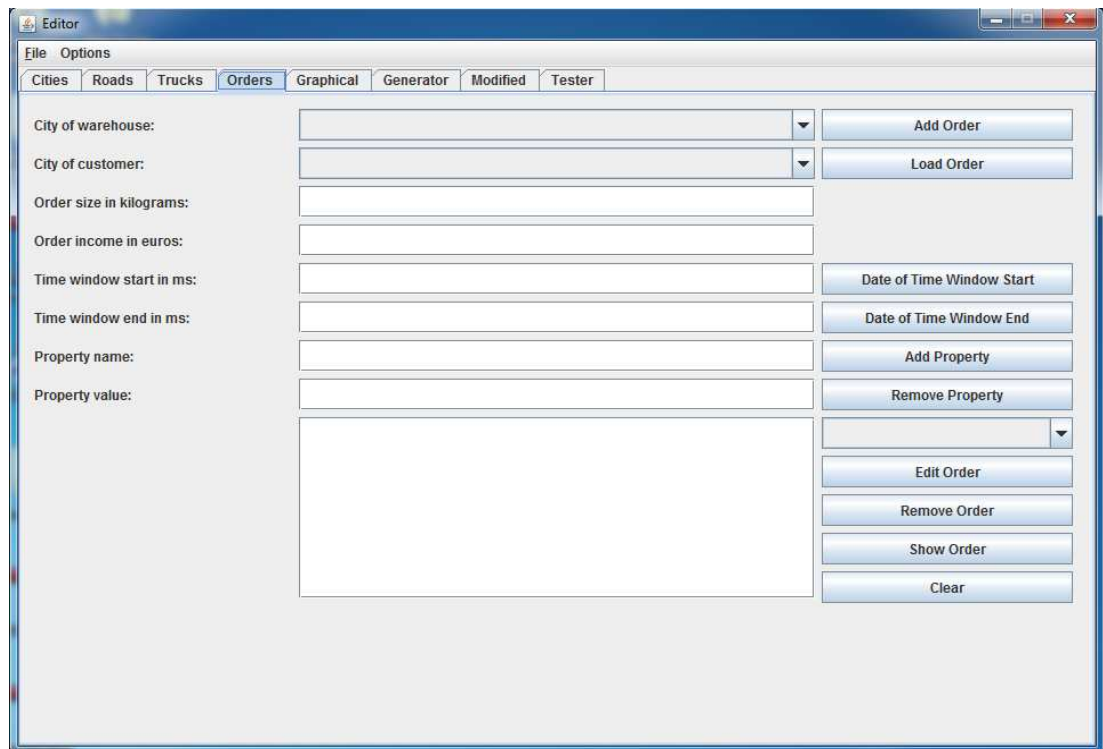 Editor
File Options
Cities Roads Trucks Orders Graphical Generator Modified Tester
City of warehouse: Add Order
City of customer: Load Order
Order size in kilograms:
Order income in euros:
Time window start in ms: Date of Time Window Start
Time window end in ms: Date of Time Window End
Property name: Add Property
Property value: Remove Property
Edit Order
Remove Order
Show Order
Clear